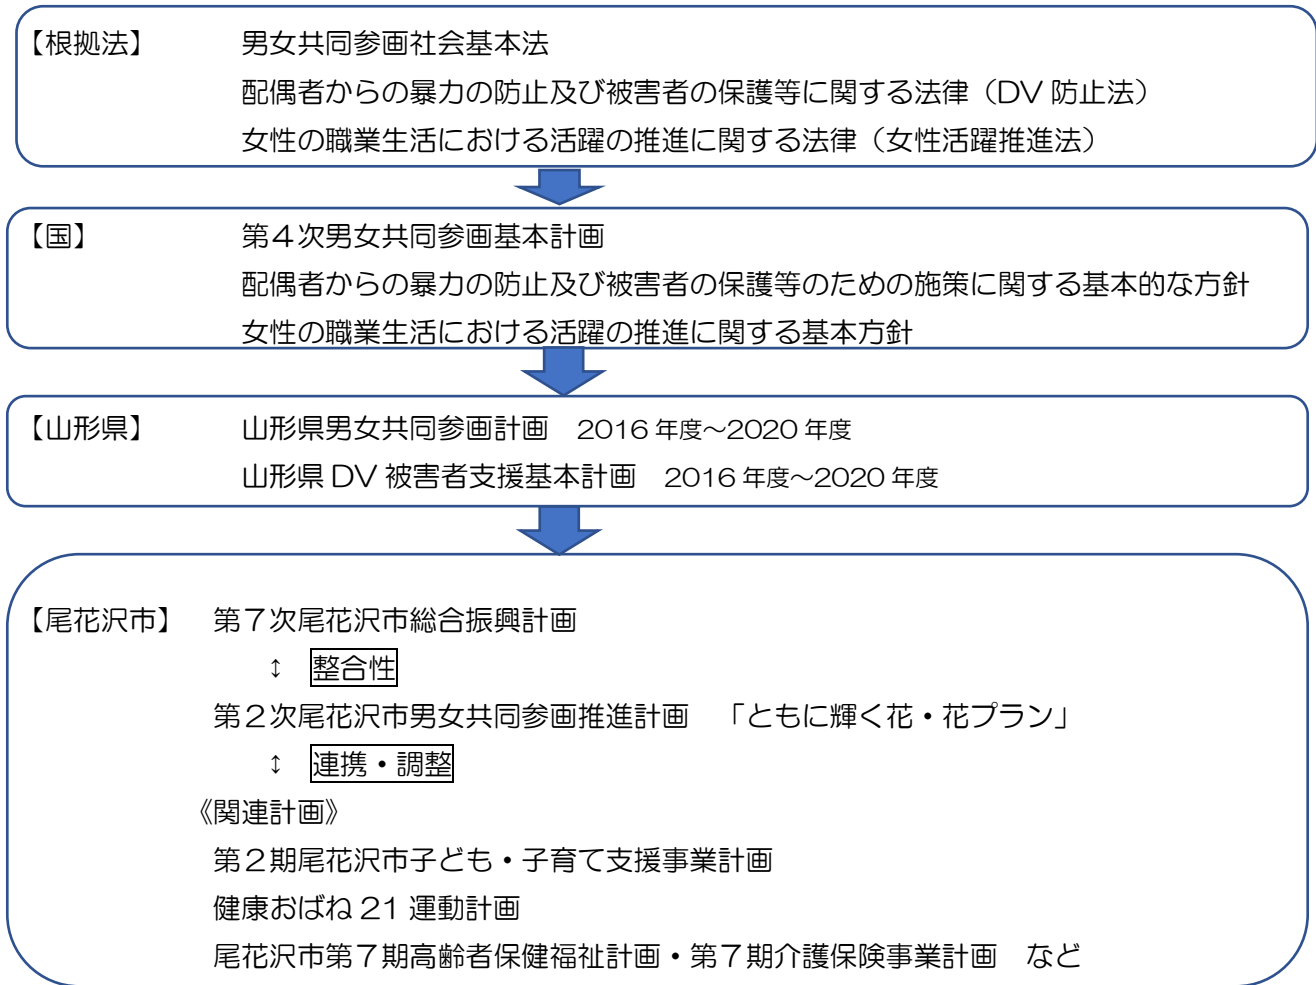 【根拠法】 男女共同参画社会基本法
配偶者からの暴力の防止及び被害者の保護等に関する法律（DV 防止法）
女性の職業生活における活躍の推進に関する法律（女性活躍推進法）
【国】 第４次男女共同参画基本計画
配偶者からの暴力の防止及び被害者の保護等のための施策に関する基本的な方針
女性の職業生活における活躍の推進に関する基本方針
【山形県】 山形県男女共同参画計画 2016 年度～2020 年度
山形県 DV 被害者支援基本計画 2016 年度～2020 年度
【尾花沢市】 第７次尾花沢市総合振興計画
↕ 整合性
第２次尾花沢市男女共同参画推進計画 「ともに輝く花・花プラン」
↕ 連携・調整
《関連計画》
第２期尾花沢市子ども・子育て支援事業計画
健康おばね 21 運動計画
尾花沢市第７期高齢者保健福祉計画・第７期介護保険事業計画 など